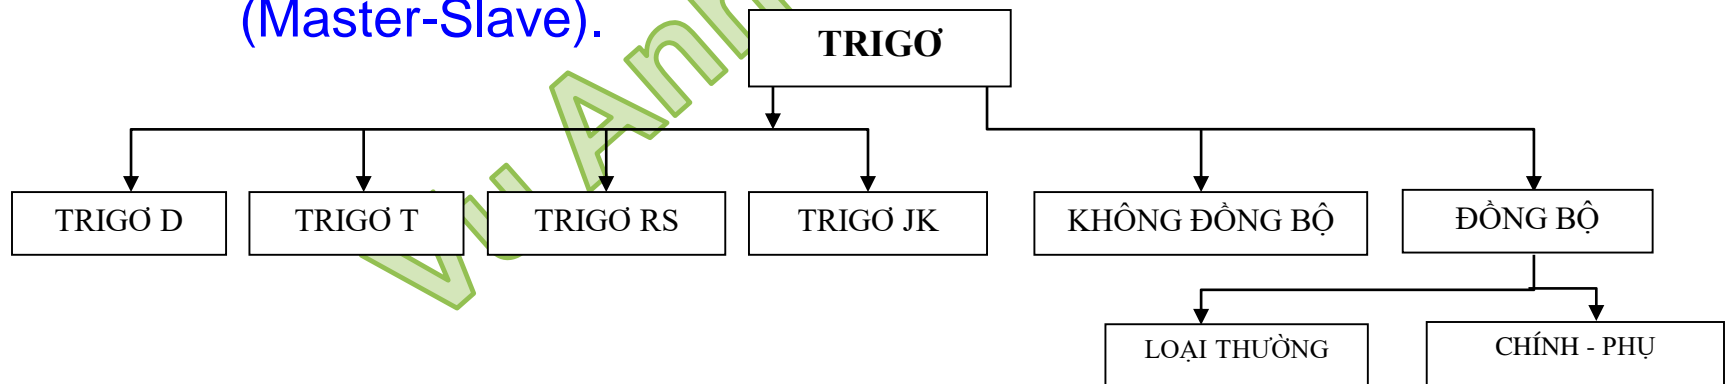 (Master-Slave).
TRIGƠ
TRIGƠ D
TRIGƠ T
TRIGƠ RS
TRIGƠ JK
KHÔNG ĐỒNG BỘ
ĐỒNG BỘ
LOẠI THƯỜNG
CHÍNH - PHỤ